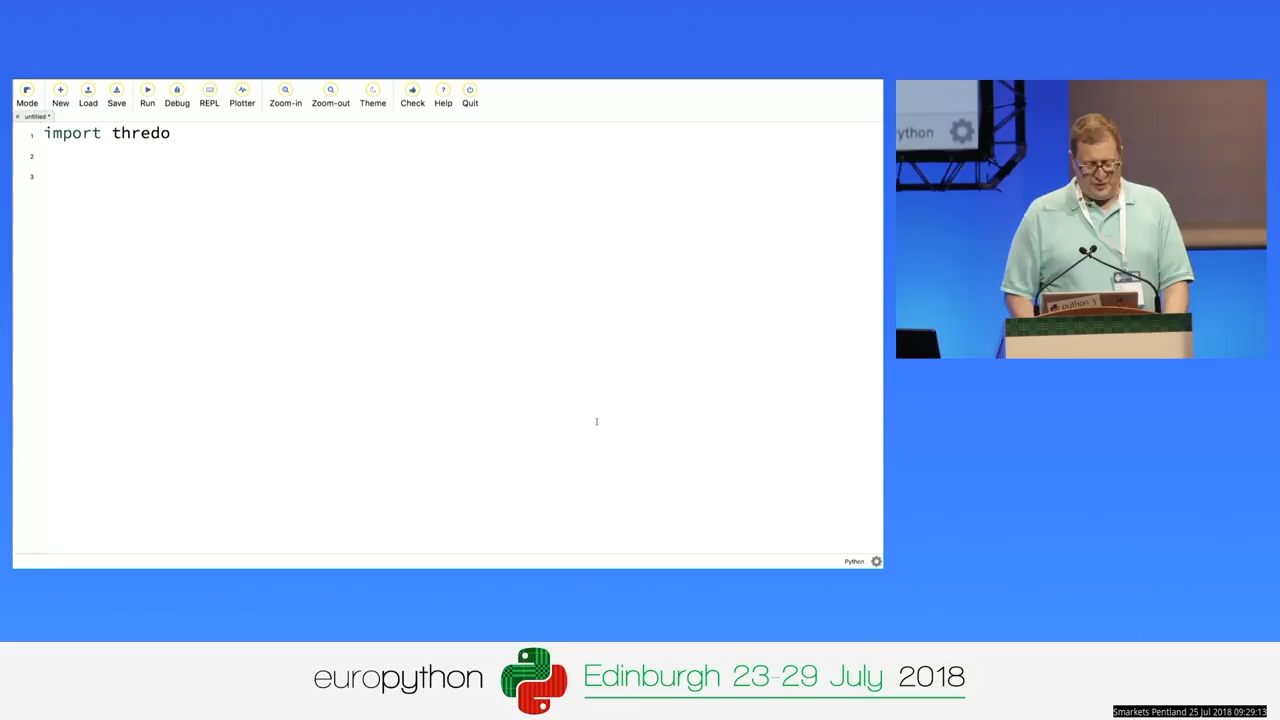 Mode New Load Save Run Debug REPL Plotter Zoom-in Zoom-out Theme Check Help Quit
untitled *
1 import thredo
2
3
Python
ython
python 3
europython Edinburgh 23-29 July 2018
Smarkets Pentland 25 Jul 2018 09:29:13